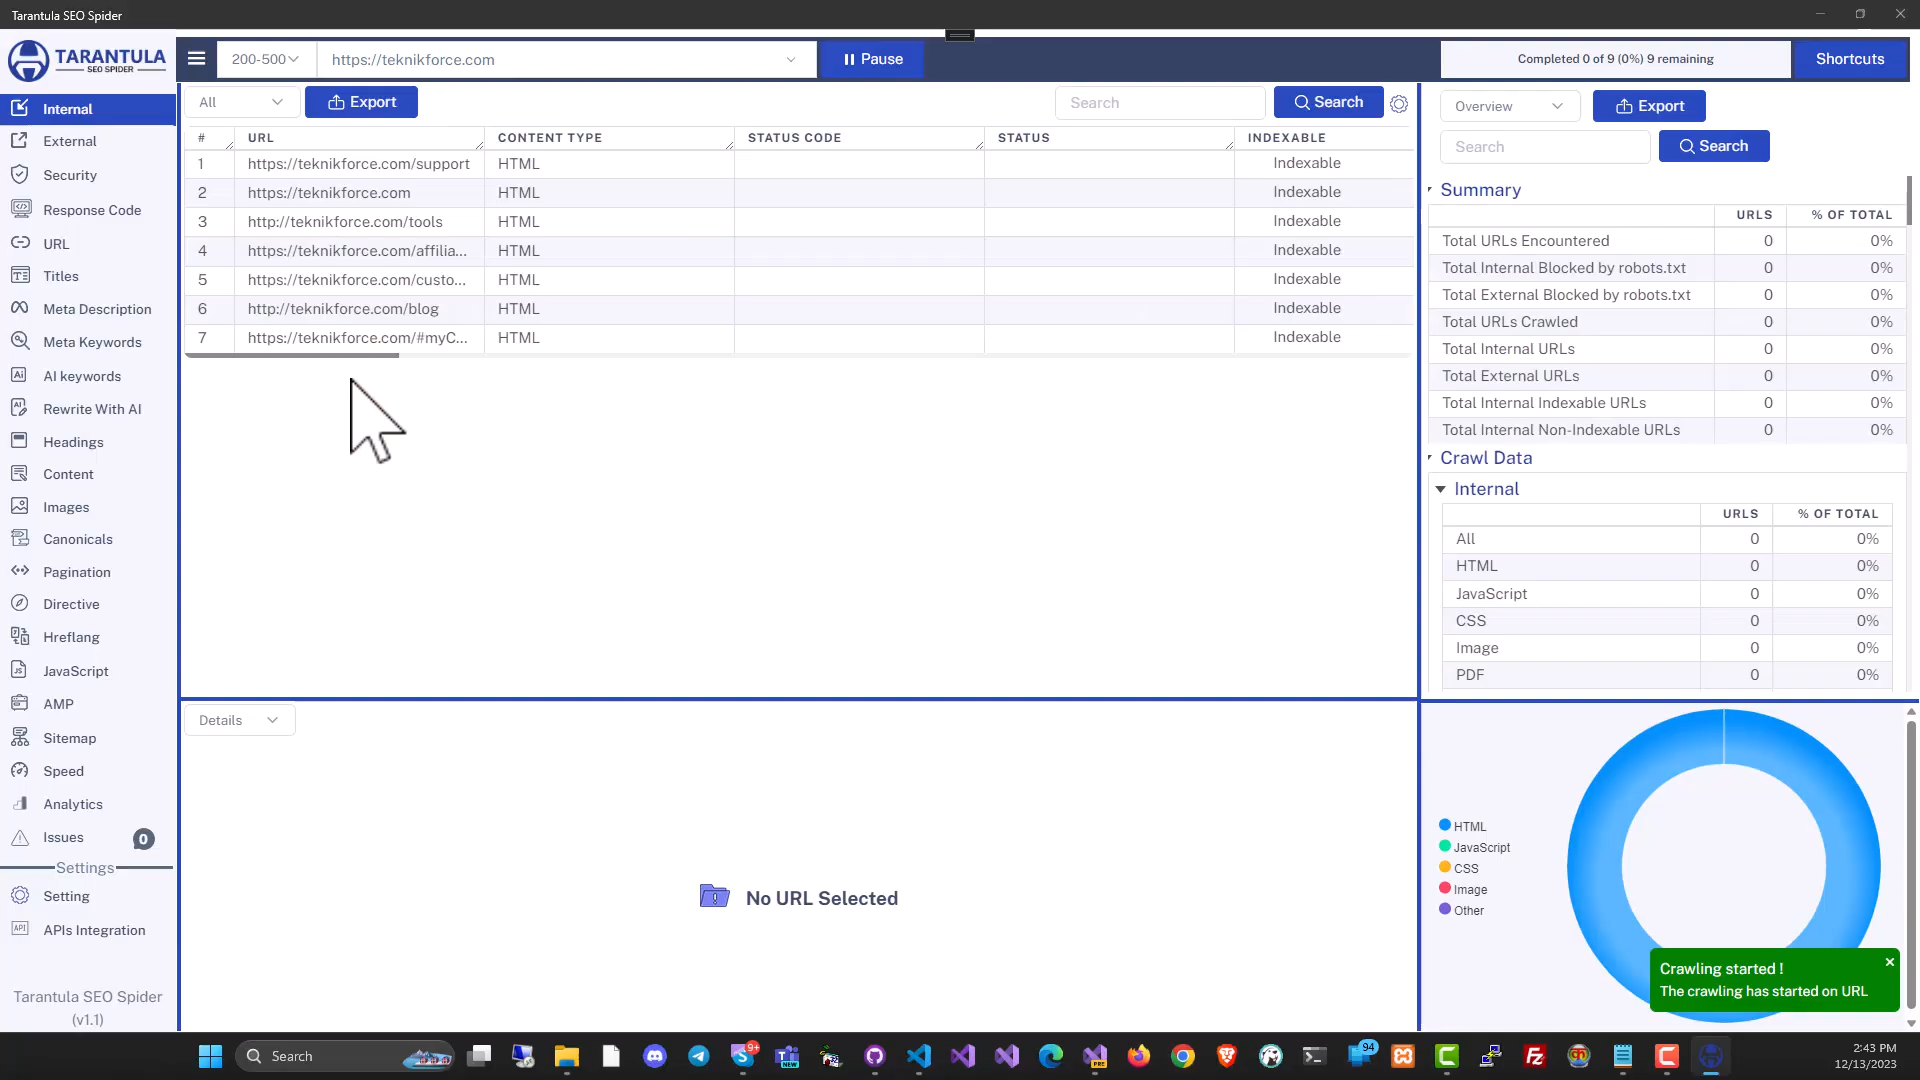 Tarantula SEO Spider
TARANTULA
SEO SPIDER
200-500
https://teknikforce.com
Pause
Completed 0 of 9 (0%) 9 remaining
Shortcuts
Internal
External
Security
Response Code
URL
Titles
Meta Description
Meta Keywords
AI keywords
Rewrite With AI
Headings
Content
Images
Canonicals
Pagination
Directive
Hreflang
JavaScript
AMP
Sitemap
Speed
Analytics
Issues 0
Settings
Setting
APIs Integration
Tarantula SEO Spider
(v1.1)
All
Export
Search
Search
# URL CONTENT TYPE STATUS CODE STATUS INDEXABLE
1 https://teknikforce.com/support HTML Indexable
2 https://teknikforce.com HTML Indexable
3 http://teknikforce.com/tools HTML Indexable
4 https://teknikforce.com/affilia... HTML Indexable
5 https://teknikforce.com/custo... HTML Indexable
6 http://teknikforce.com/blog HTML Indexable
7 https://teknikforce.com/#myC... HTML Indexable
Details
No URL Selected
Overview
Export
Search
Search
Summary
URLS % OF TOTAL
Total URLs Encountered 0 0%
Total Internal Blocked by robots.txt 0 0%
Total External Blocked by robots.txt 0 0%
Total URLs Crawled 0 0%
Total Internal URLs 0 0%
Total External URLs 0 0%
Total Internal Indexable URLs 0 0%
Total Internal Non-Indexable URLs 0 0%
Crawl Data
Internal
URLS % OF TOTAL
All 0 0%
HTML 0 0%
JavaScript 0 0%
CSS 0 0%
Image 0 0%
PDF 0 0%
HTML
JavaScript
CSS
Image
Other
Crawling started !
The crawling has started on URL
Search
9+
NEW
PRE
94
2:43 PM
12/13/2023